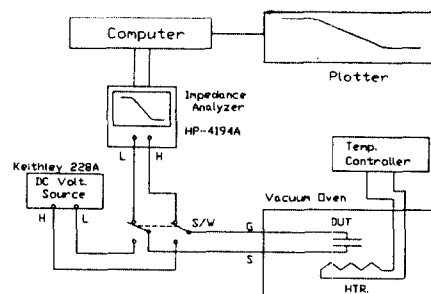 Computer
Plotter
Impedance
Analyzer
HP-4194A
L H
Keithley 228A
DC Volt.
Source
H L
S/W
Temp.
Controller
Vacuum Oven
G
S
DUT
HTR.